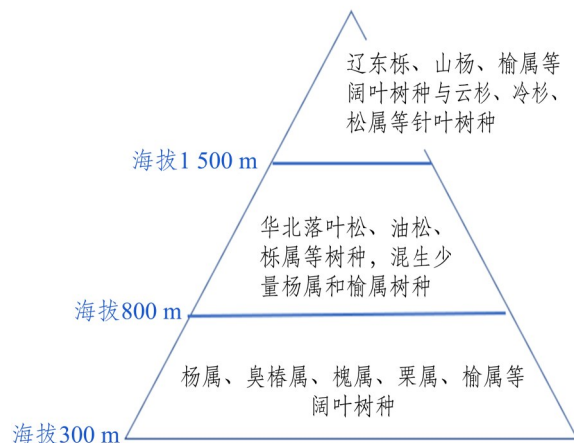 辽东栎、山杨、榆属等
阔叶树种与云杉、冷杉、
松属等针叶树种
海拔1 500 m
华北落叶松、油松、
栎属等树种，混生少
量杨属和榆属树种
海拔800 m
杨属、臭椿属、槐属、栗属、榆属等
阔叶树种
海拔300 m